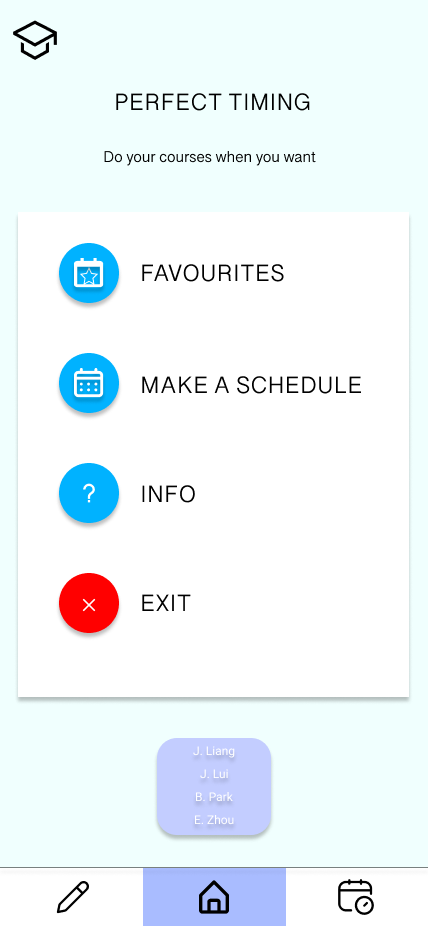 PERFECT TIMING
Do your courses when you want
FAVOURITES
MAKE A SCHEDULE
?
INFO
EXIT
J. Liang
J. Lui
B. Park
E. Zhou